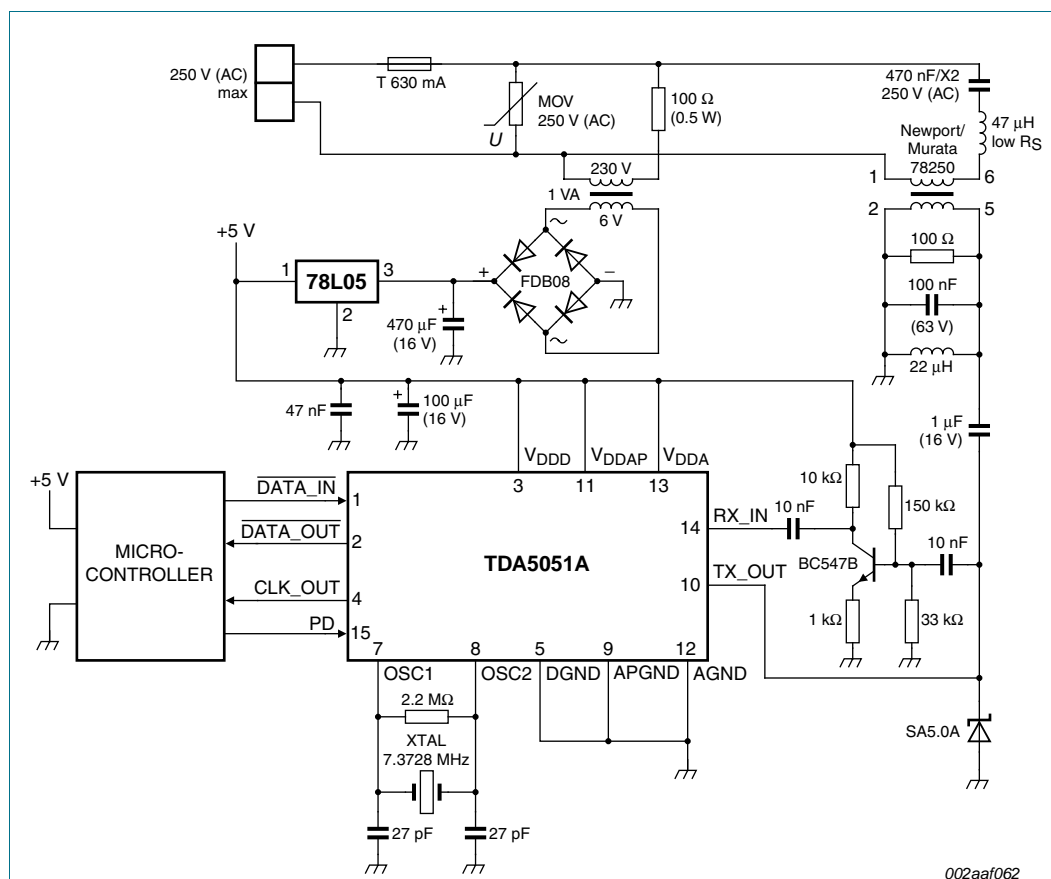 250 V (AC)
max
T 630 mA
MOV
250 V (AC)
U
100 Ω
(0.5 W)
470 nF/X2
250 V (AC)
47 μH
low RS
Newport/
Murata
78250
1
6
2
5
230 V
1 VA
6 V
100 Ω
100 nF
(63 V)
22 μH
+5 V
1
78L05
3
2
+
FDB08
−
∼
∼
+
470 μF
(16 V)
47 nF
+
100 μF
(16 V)
1 μF
(16 V)
VDDD
VDDAP
VDDA
3
11
13
10 kΩ
150 kΩ
10 nF
10 nF
BC547B
1 kΩ
33 kΩ
+5 V
MICRO-
CONTROLLER
DATA_IN
1
DATA_OUT
2
CLK_OUT
4
PD
15
TDA5051A
14
RX_IN
10
TX_OUT
7
8
5
9
12
OSC1
OSC2
DGND
APGND
AGND
2.2 MΩ
XTAL
7.3728 MHz
27 pF
27 pF
SA5.0A
002aaf062